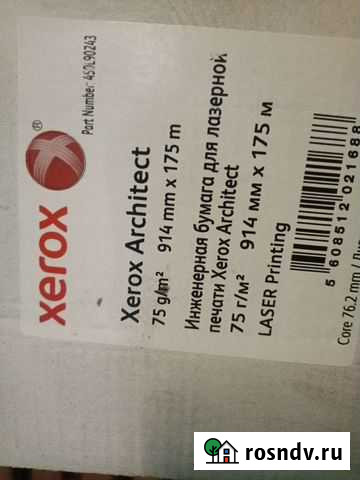 xerox
®
Part Number: 450L90243
Xerox Architect
75 g/m² 914 mm x 175 m
Инженерная бумага для лазерной
печати Xerox Architect
75 г/м² 914 мм x 175 м
LASER Printing
5608512021688
Core 76.2 mm /
rosndv.ru